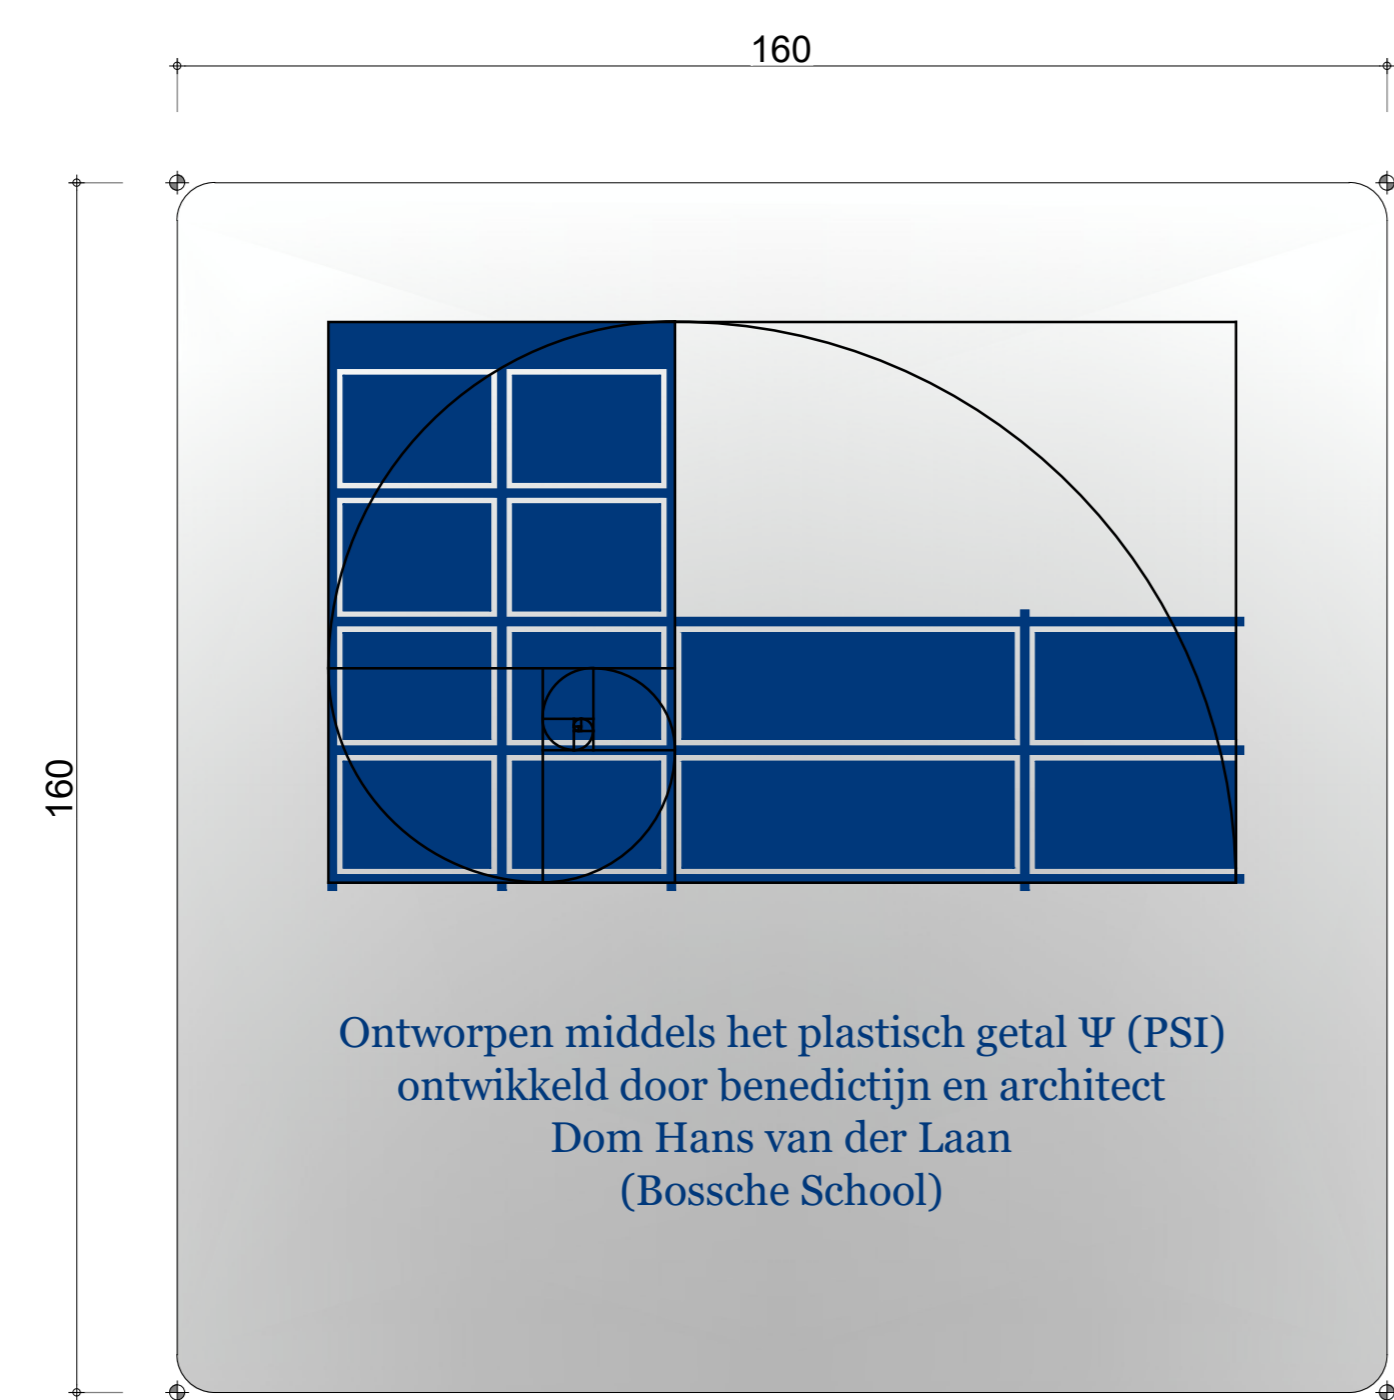 160
160
Ontworpen middels het plastisch getal Ψ (PSI)
ontwikkeld door benedictijn en architect
Dom Hans van der Laan
(Bossche School)